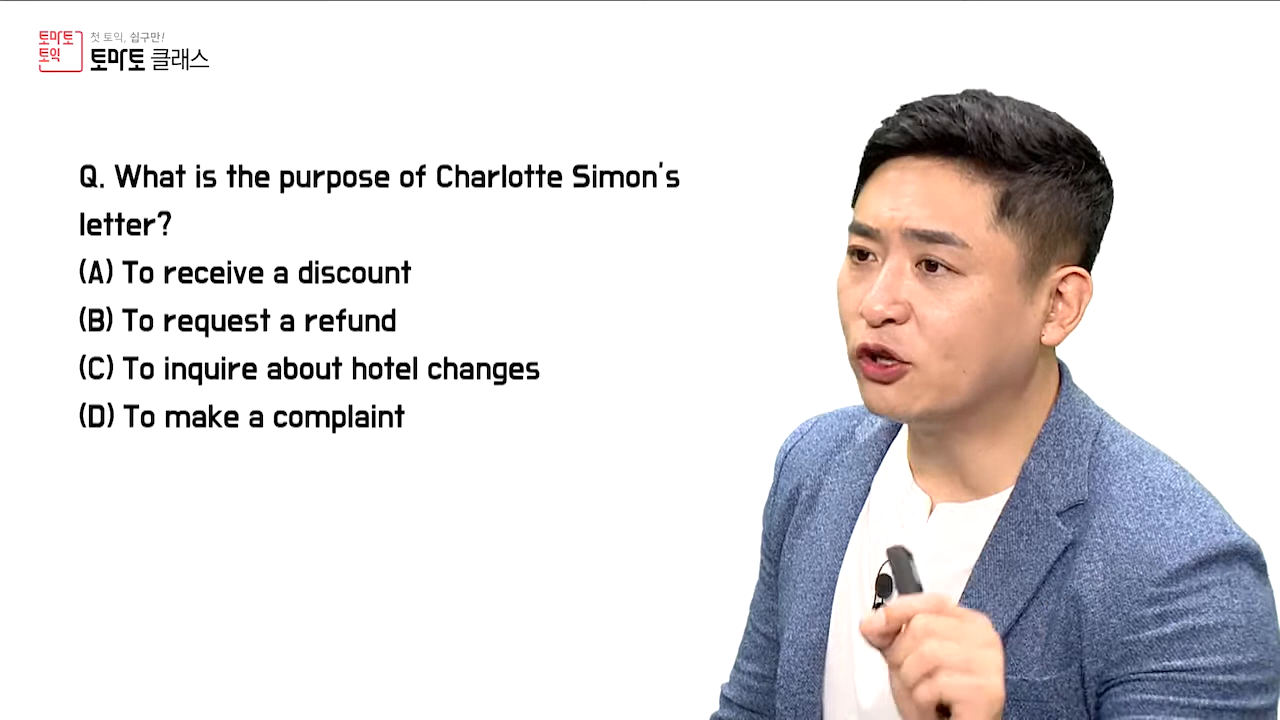 토마토
토익
첫 토익, 쉽구만!
토마토 클래스
Q. What is the purpose of Charlotte Simon's
letter?
(A) To receive a discount
(B) To request a refund
(C) To inquire about hotel changes
(D) To make a complaint